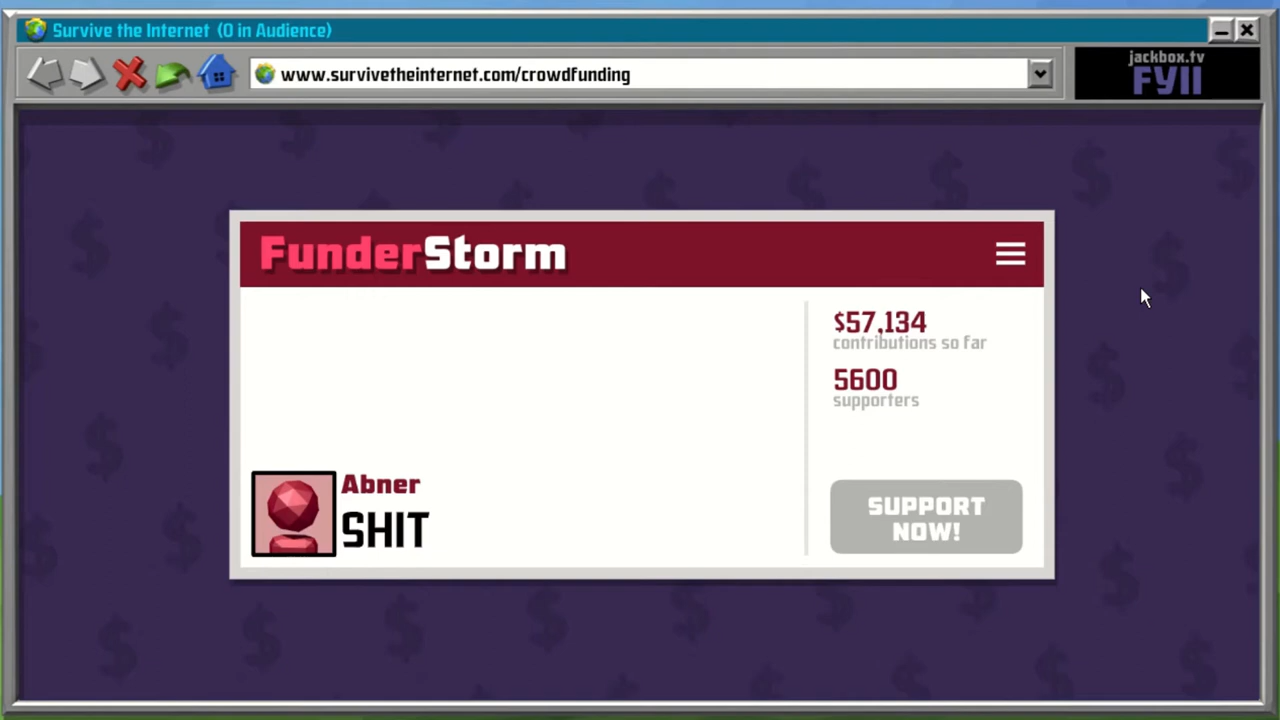 Survive the Internet (0 in Audience)
www.survivetheinternet.com/crowdfunding
jackbox.tv
FYII
FunderStorm
$57,134
contributions so far
5600
supporters
Abner
SHIT
SUPPORT
NOW!